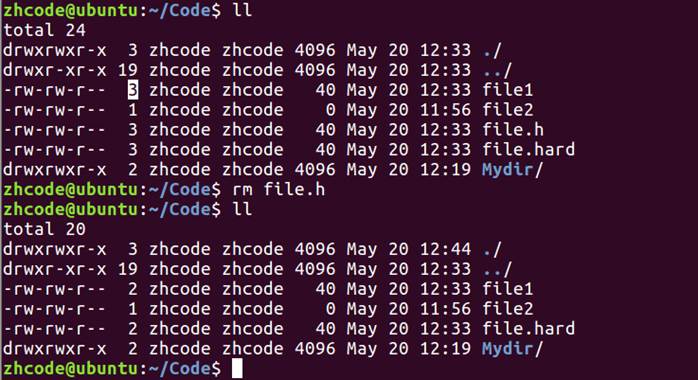 zhcode@ubuntu:~/Code$ ll
total 24
drwxrwxr-x  3 zhcode zhcode 4096 May 20 12:33 ./
drwxr-xr-x 19 zhcode zhcode 4096 May 20 12:33 ../
-rw-rw-r--  3 zhcode zhcode   40 May 20 12:33 file1
-rw-rw-r--  1 zhcode zhcode    0 May 20 11:56 file2
-rw-rw-r--  3 zhcode zhcode   40 May 20 12:33 file.h
-rw-rw-r--  3 zhcode zhcode   40 May 20 12:33 file.hard
drwxrwxr-x  2 zhcode zhcode 4096 May 20 12:19 Mydir/
zhcode@ubuntu:~/Code$ rm file.h
zhcode@ubuntu:~/Code$ ll
total 20
drwxrwxr-x  3 zhcode zhcode 4096 May 20 12:44 ./
drwxr-xr-x 19 zhcode zhcode 4096 May 20 12:33 ../
-rw-rw-r--  2 zhcode zhcode   40 May 20 12:33 file1
-rw-rw-r--  1 zhcode zhcode    0 May 20 11:56 file2
-rw-rw-r--  2 zhcode zhcode   40 May 20 12:33 file.hard
drwxrwxr-x  2 zhcode zhcode 4096 May 20 12:19 Mydir/
zhcode@ubuntu:~/Code$